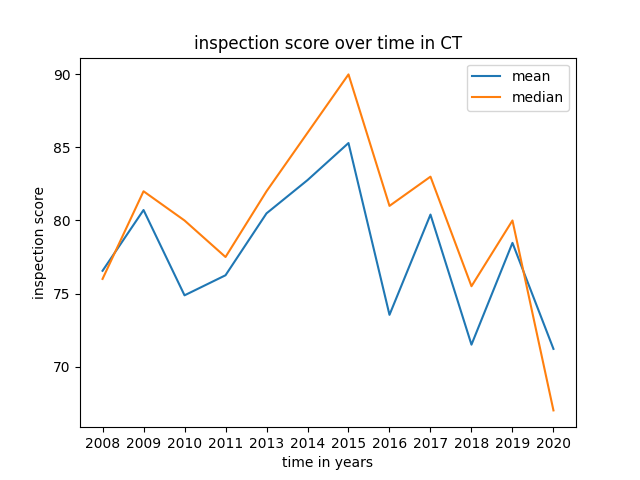 inspection score over time in CT
mean
median
90
85
80
75
70
inspection score
2008 2009 2010 2011 2013 2014 2015 2016 2017 2018 2019 2020
time in years